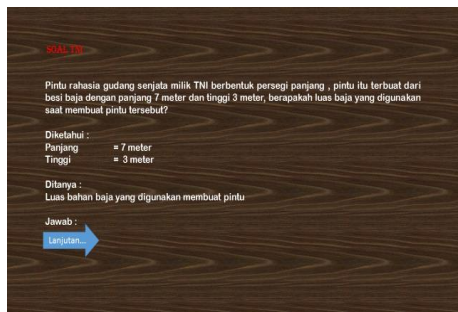 SOAL TNI
Pintu rahasia gudang senjata milik TNI berbentuk persegi panjang , pintu itu terbuat dari
besi baja dengan panjang 7 meter dan tinggi 3 meter, berapakah luas baja yang digunakan
saat membuat pintu tersebut?
Diketahui :
Panjang = 7 meter
Tinggi = 3 meter
Ditanya :
Luas bahan baja yang digunakan membuat pintu
Jawab :
Lanjutan...